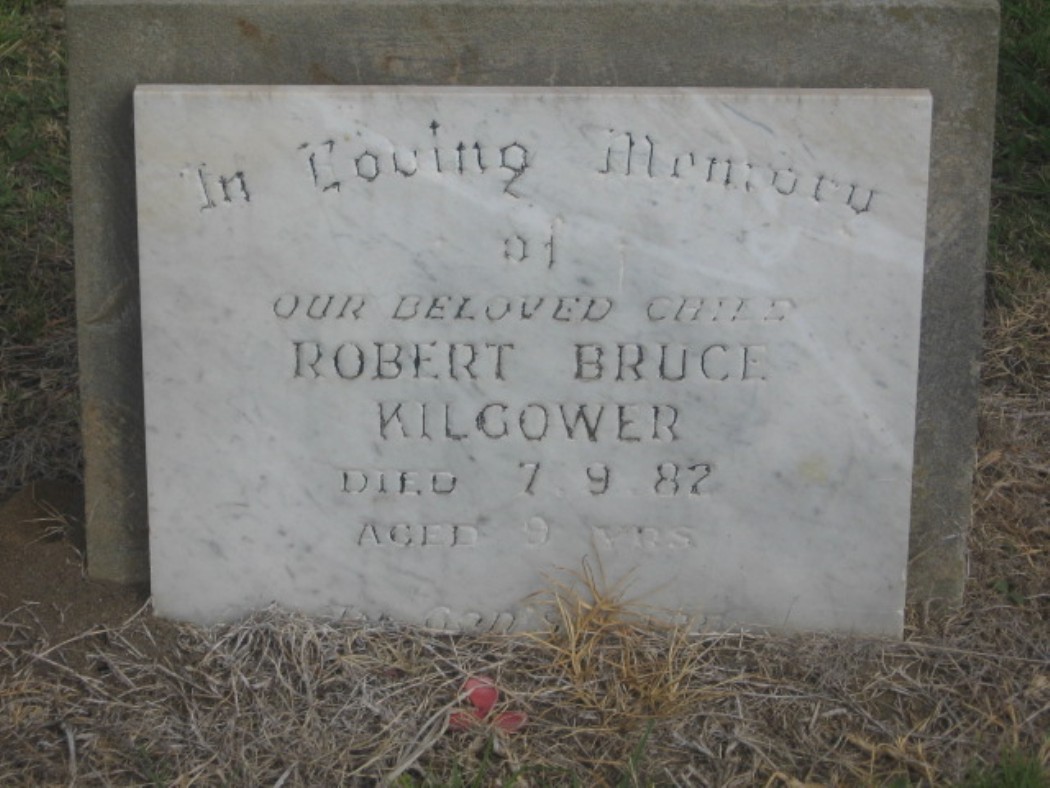 In Loving Memory
of
OUR BELOVED CHILD
ROBERT BRUCE
KILGOWER
DIED 7. 9. 82
AGED 9 YRS